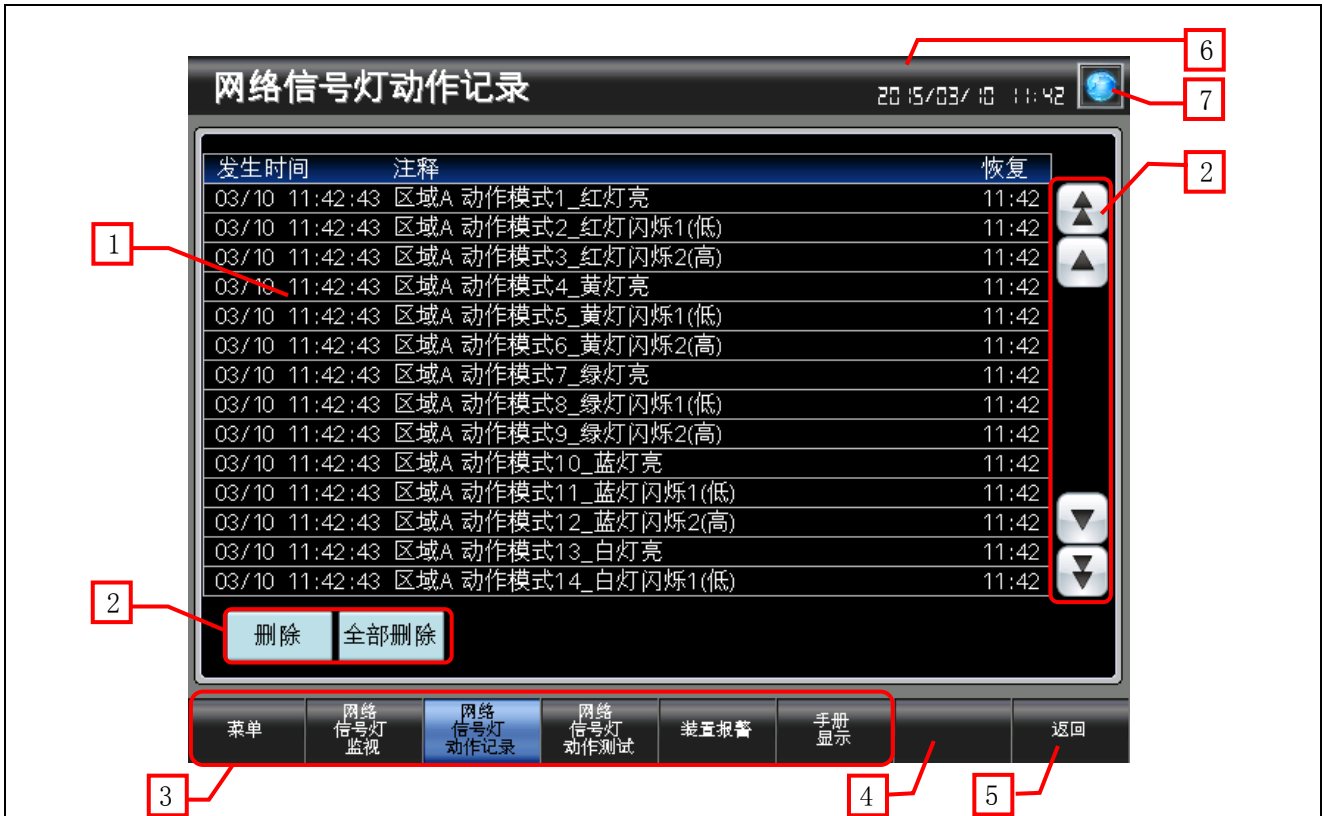 6
网络信号灯动作记录
2015/03/10 11:42
7
发生时间 注释 恢复
2
03/10 11:42:43 区域A 动作模式1_红灯亮 11:42
03/10 11:42:43 区域A 动作模式2_红灯闪烁1(低) 11:42
1
03/10 11:42:43 区域A 动作模式3_红灯闪烁2(高) 11:42
03/10 11:42:43 区域A 动作模式4_黄灯亮 11:42
03/10 11:42:43 区域A 动作模式5_黄灯闪烁1(低) 11:42
03/10 11:42:43 区域A 动作模式6_黄灯闪烁2(高) 11:42
03/10 11:42:43 区域A 动作模式7_绿灯亮 11:42
03/10 11:42:43 区域A 动作模式8_绿灯闪烁1(低) 11:42
03/10 11:42:43 区域A 动作模式9_绿灯闪烁2(高) 11:42
03/10 11:42:43 区域A 动作模式10_蓝灯亮 11:42
03/10 11:42:43 区域A 动作模式11_蓝灯闪烁1(低) 11:42
03/10 11:42:43 区域A 动作模式12_蓝灯闪烁2(高) 11:42
03/10 11:42:43 区域A 动作模式13_白灯亮 11:42
03/10 11:42:43 区域A 动作模式14_白灯闪烁1(低) 11:42
2
删除 全部删除
菜单
网络
信号灯
监视
网络
信号灯
动作记录
网络
信号灯
动作测试
装置报警
手册
显示
返回
3
4
5